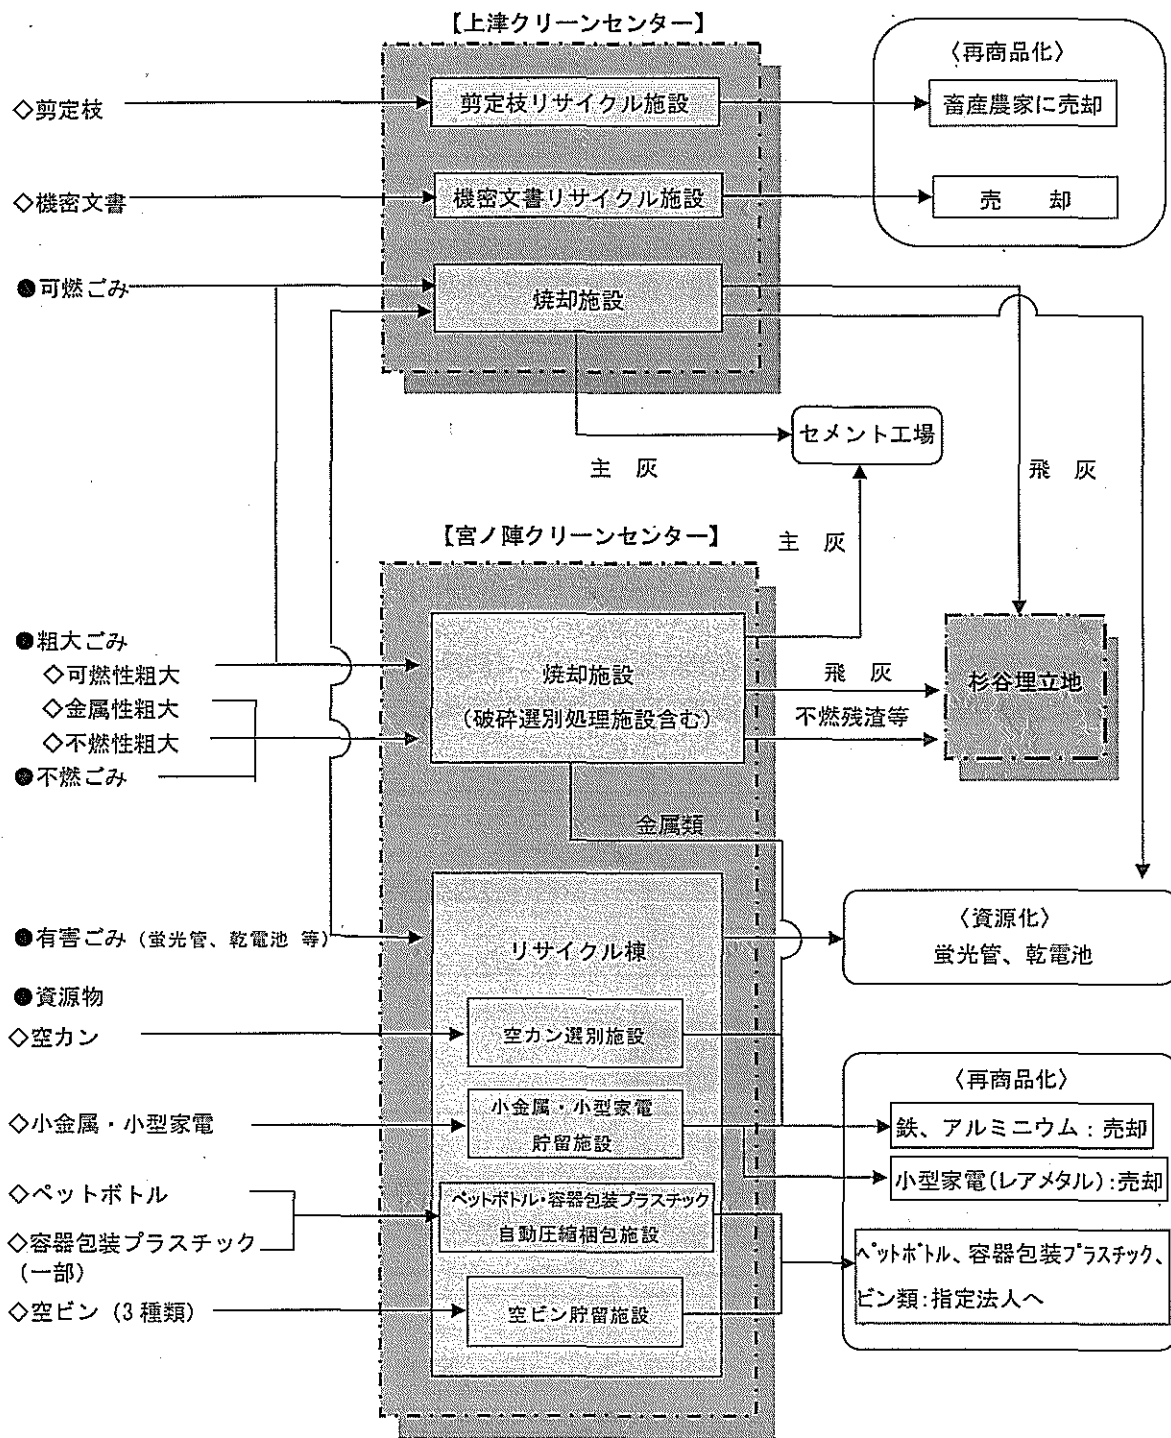 【上津クリーンセンター】
〈再商品化〉
◇剪定枝
剪定枝リサイクル施設
畜産農家に売却
◇機密文書
機密文書リサイクル施設
売 却
●可燃ごみ
焼却施設
セメント工場
主 灰
飛 灰
【宮ノ陣クリーンセンター】
主 灰
●粗大ごみ
◇可燃性粗大
◇金属性粗大
◇不燃性粗大
●不燃ごみ
焼却施設
(破砕選別処理施設含む)
飛 灰
不燃残渣等
杉谷埋立地
金属類
●有害ごみ (蛍光管、乾電池 等)
リサイクル棟
〈資源化〉
蛍光管、乾電池
●資源物
◇空カン
空カン選別施設
〈再商品化〉
◇小金属・小型家電
小金属・小型家電
貯留施設
鉄、アルミニウム:売却
小型家電(レアメタル):売却
◇ペットボトル
◇容器包装プラスチック
(一部)
ペットボトル・容器包装プラスチック
自動圧縮梱包施設
ペットボトル、容器包装プラスチック、
ビン類:指定法人へ
◇空ビン (3種類)
空ビン貯留施設